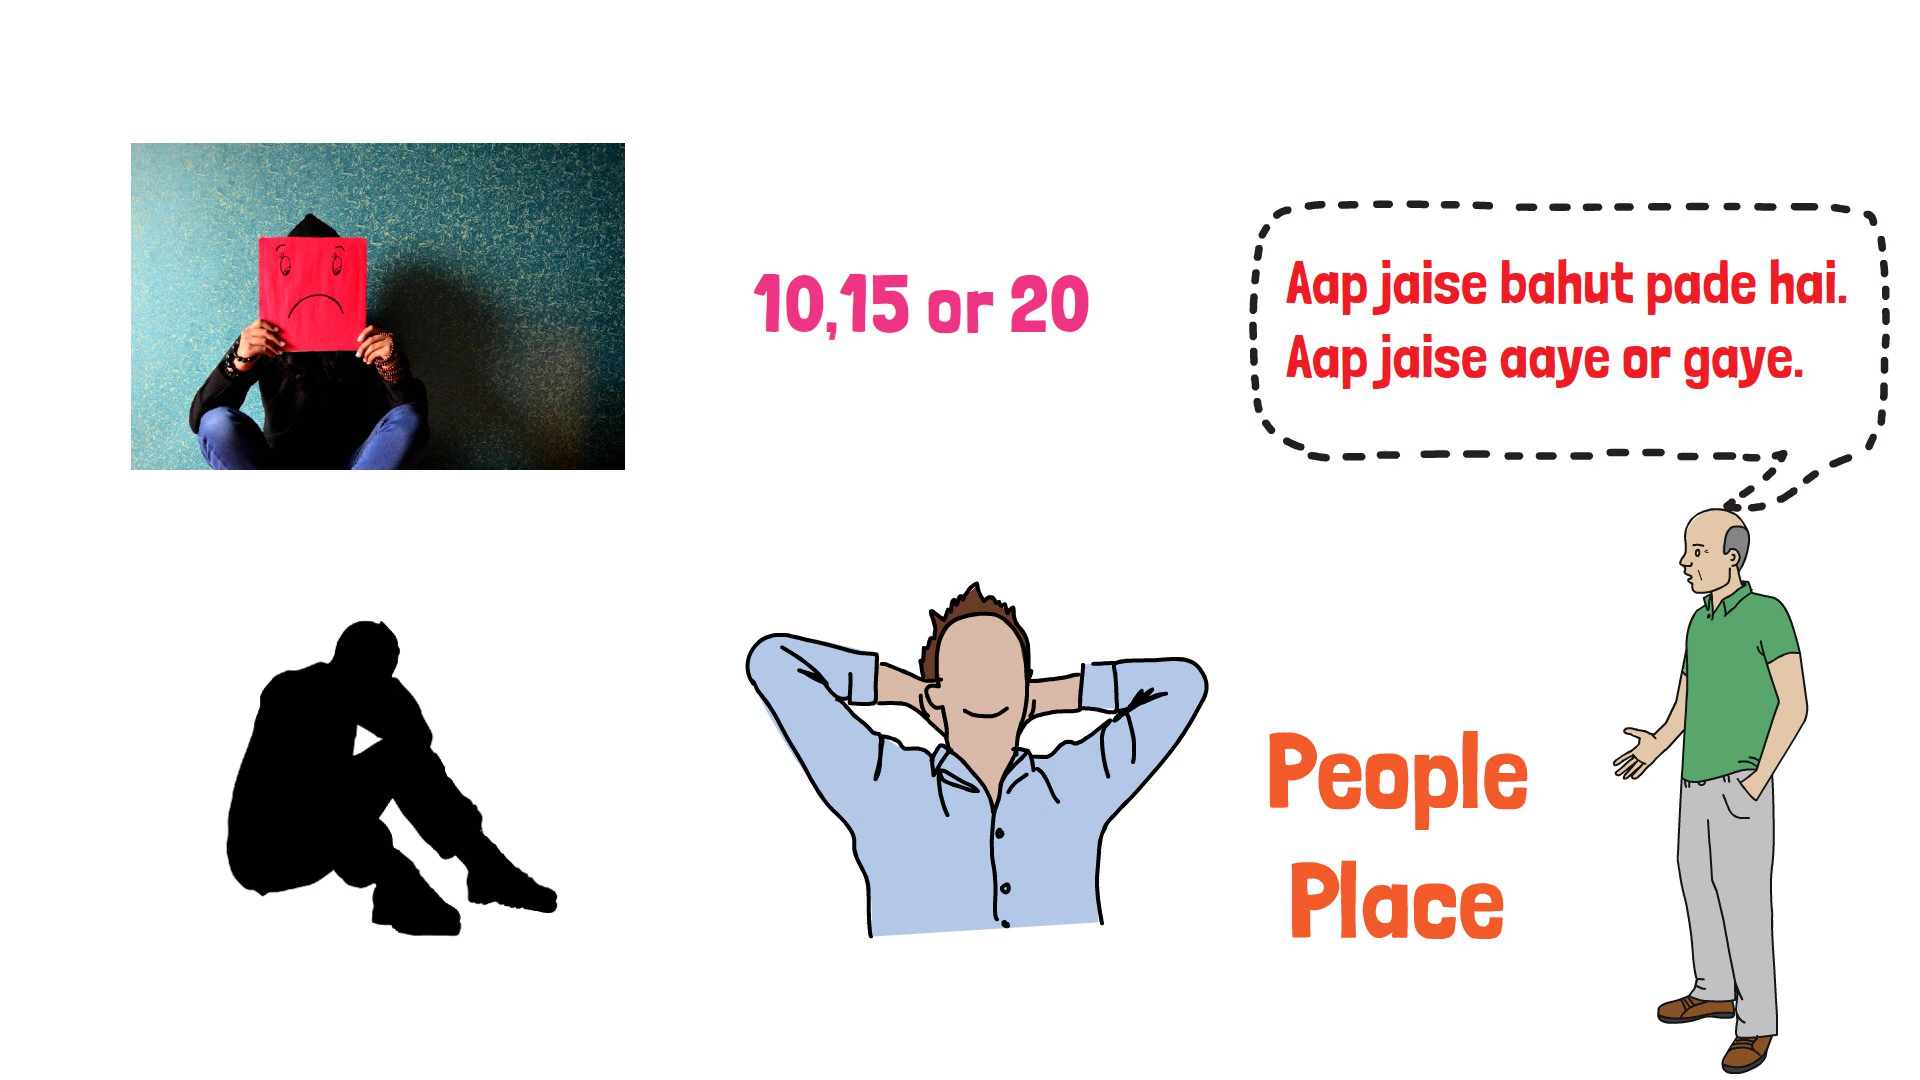 10,15 or 20
Aap jaise bahut pade hai.
Aap jaise aaye or gaye.
People
Place